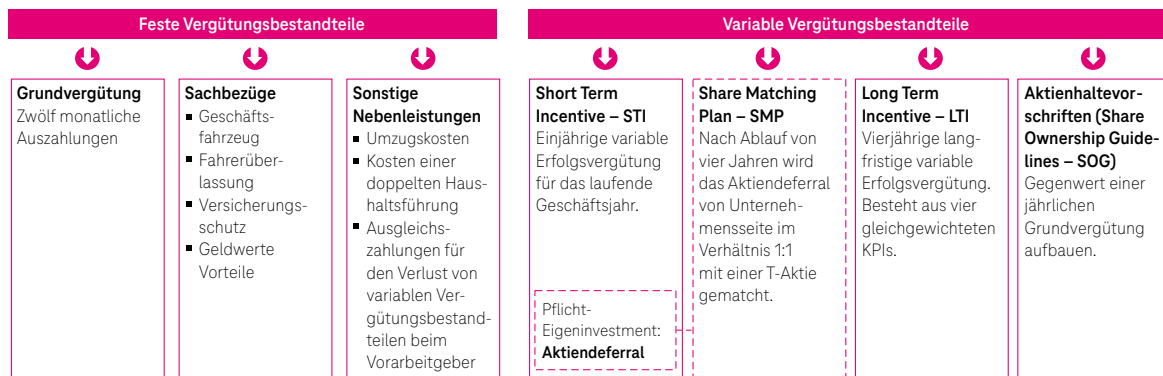 Feste Vergütungsbestandteile
Variable Vergütungsbestandteile
Grundvergütung
Zwölf monatliche
Auszahlungen
Sachbezüge
▪ Geschäfts-
fahrzeug
▪ Fahrerüber-
lassung
▪ Versicherungs-
schutz
▪ Geldwerte
Vorteile
Sonstige
Nebenleistungen
▪ Umzugskosten
▪ Kosten einer
doppelten Haus-
haltsführung
▪ Ausgleichs-
zahlungen für
den Verlust von
variablen Ver-
gütungsbestand-
teilen beim
Vorarbeitgeber
Short Term
Incentive – STI
Einjährige variable
Erfolgsvergütung
für das laufende
Geschäftsjahr.
Pflicht-
Eigeninvestment:
Aktiendeferral
Share Matching
Plan – SMP
Nach Ablauf von
vier Jahren wird
das Aktiendeferral
von Unterneh-
mensseite im
Verhältnis 1:1
mit einer T-Aktie
gematcht.
Long Term
Incentive – LTI
Vierjährige lang-
fristige variable
Erfolgsvergütung.
Besteht aus vier
gleichgewichteten
KPIs.
Aktienhaltevor-
schriften (Share
Ownership Guide-
lines – SOG)
Gegenwert einer
jährlichen
Grundvergütung
aufbauen.